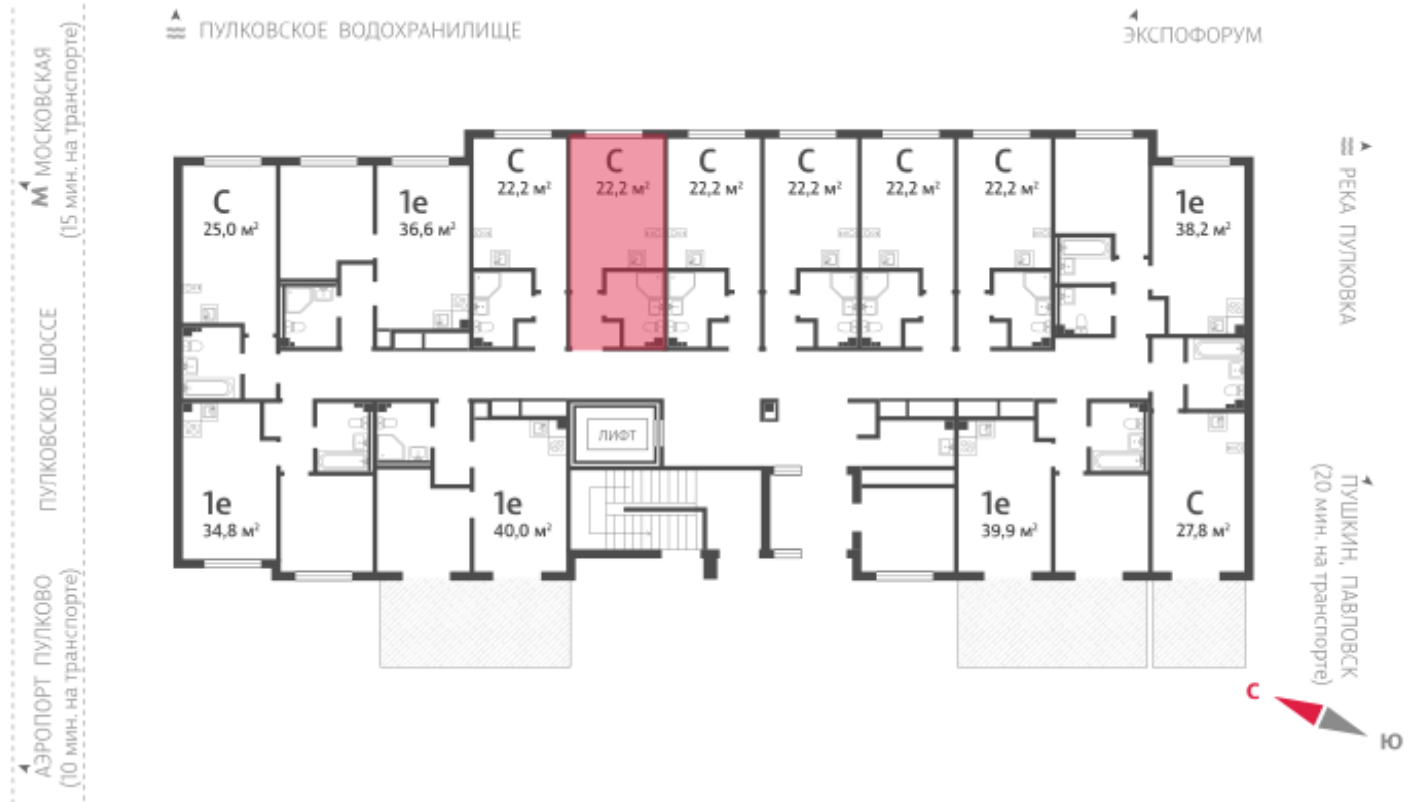 ПУЛКОВСКОЕ ВОДОХРАНИЛИЩЕ
ЭКСПОФОРУМ
М МОСКОВСКАЯ
(15 мин. на транспорте)
ПУЛКОВСКОЕ ШОССЕ
АЭРОПОРТ ПУЛКОВО
(10 мин. на транспорте)
С
25,0 м²
1е
36,6 м²
С
22,2 м²
С
22,2 м²
С
22,2 м²
С
22,2 м²
С
22,2 м²
С
22,2 м²
1е
38,2 м²
РЕКА ПУЛКОВКА
ЛИФТ
1е
34,8 м²
1е
40,0 м²
1е
39,9 м²
С
27,8 м²
ПУШКИН, ПАВЛОВСК
(20 мин. на транспорте)
С
Ю